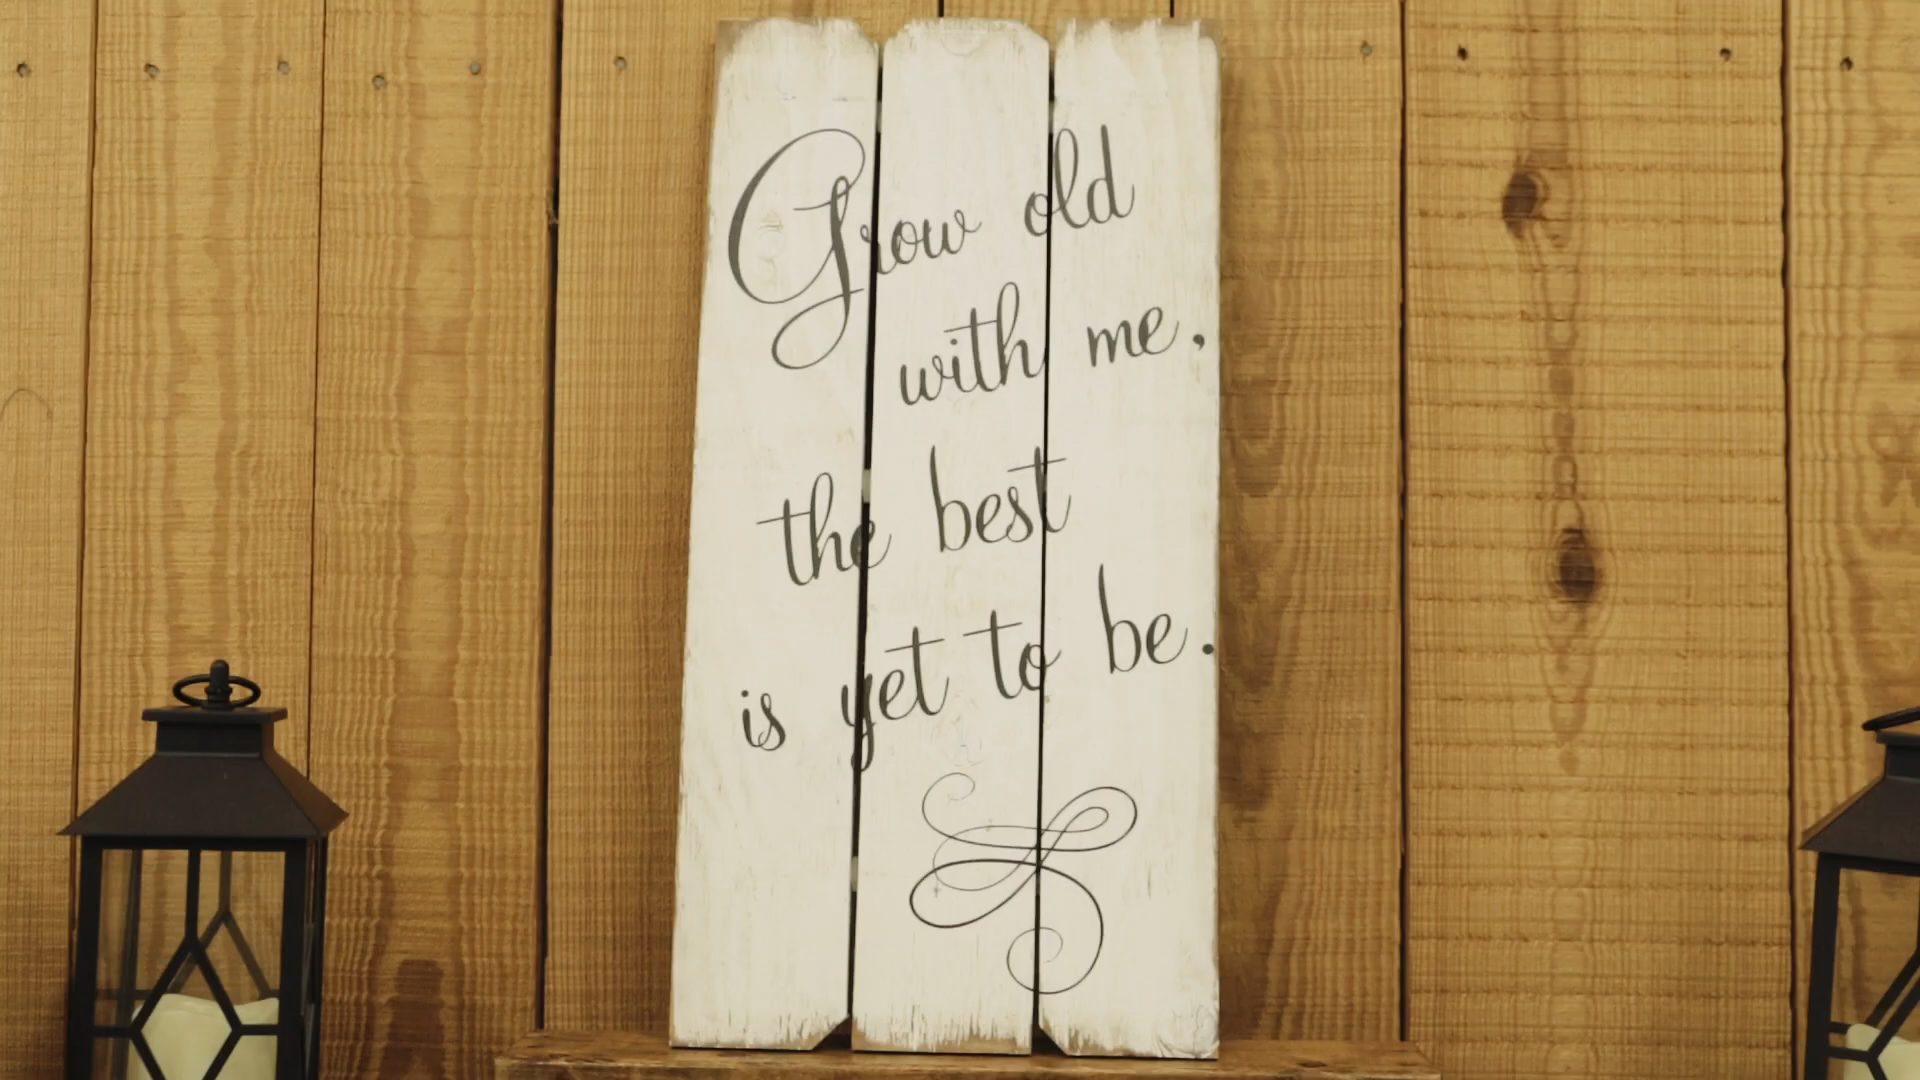 Grow old
with me,
the best
is yet to be.